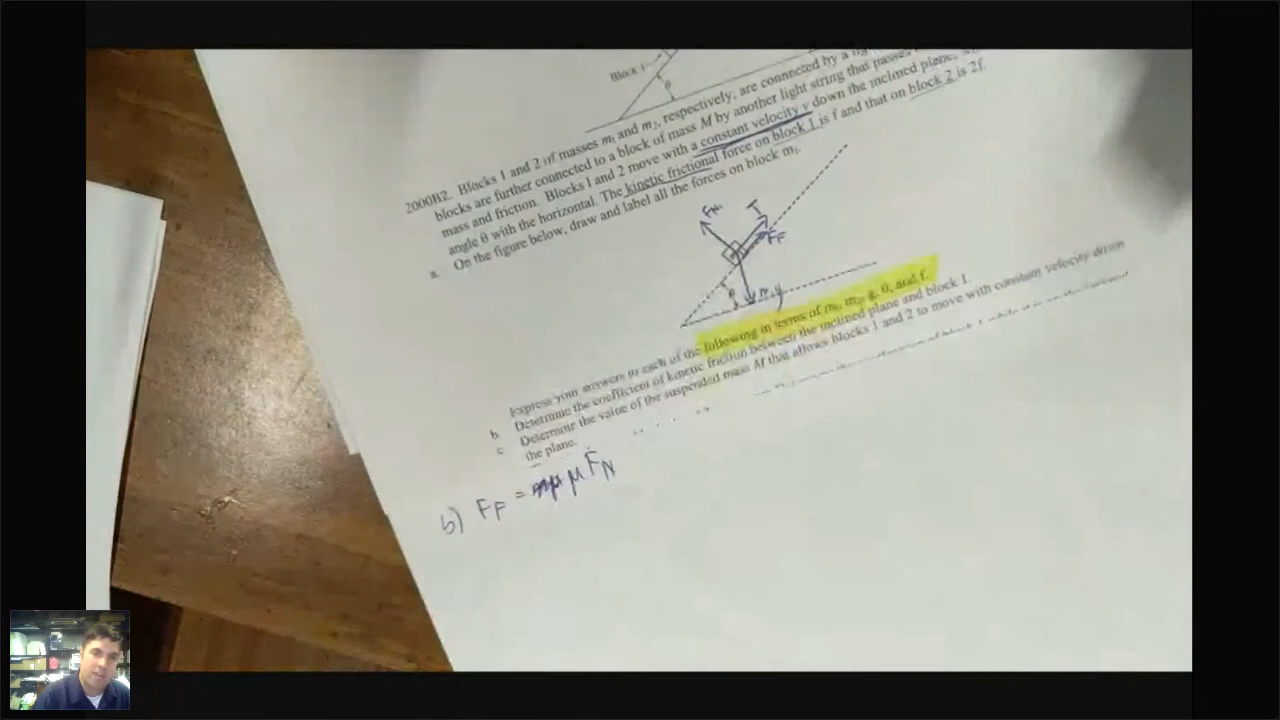 Block 1
θ
2000B2. Blocks 1 and 2 of masses m₁ and m₂, respectively, are connected by a
blocks are further connected to a block of mass M by another light string that passes
mass and friction. Blocks 1 and 2 move with a constant velocity v down the inclined plane,
angle θ with the horizontal. The kinetic frictional force on block 1 is f and that on block 2 is 2f.
a. On the figure below, draw and label all the forces on block m₁.
FN₁
T
FF
θ
m₁g
Express your answers to each of the following in terms of m₁, m₂, g, θ, and f.
b Determine the coefficient of kinetic friction between the inclined plane and block 1.
c Determine the value of the suspended mass M that allows blocks 1 and 2 to move with constant velocity down
the plane.
b) FF = μ FN